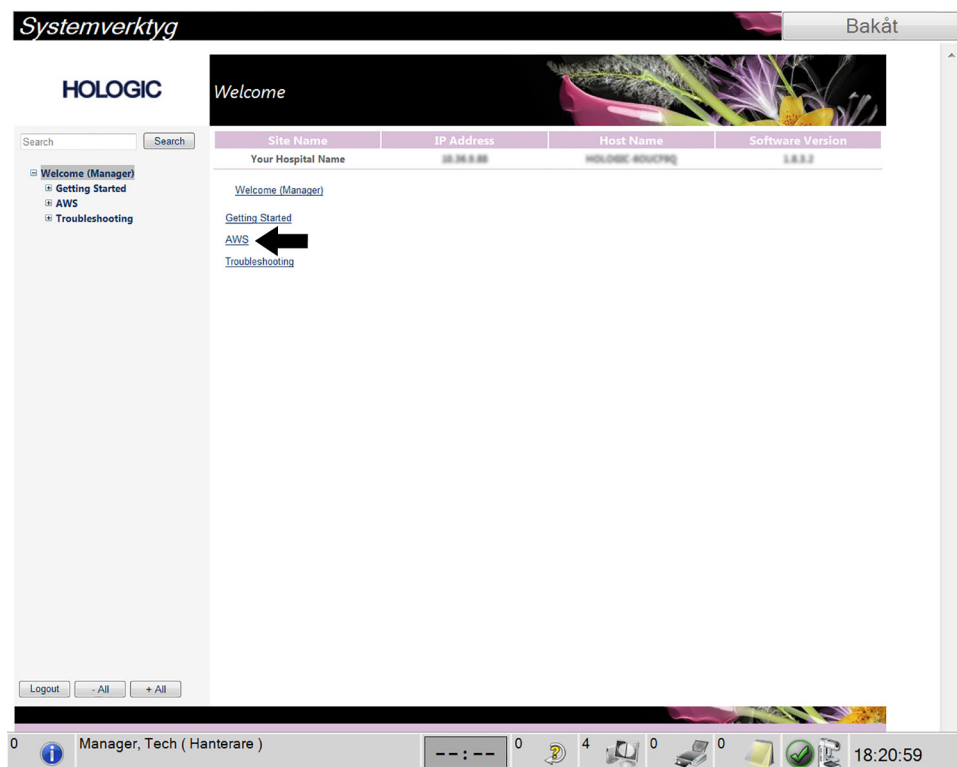 Systemverktyg
Bakåt
HOLOGIC
Welcome
Search
Search
Site Name IP Address Host Name Software Version
Your Hospital Name
Welcome (Manager)
Getting Started
AWS
Troubleshooting
Welcome (Manager)
Getting Started
AWS
Troubleshooting
Logout
- All
+ All
0
Manager, Tech ( Hanterare )
--:--
0
4
0
0
18:20:59